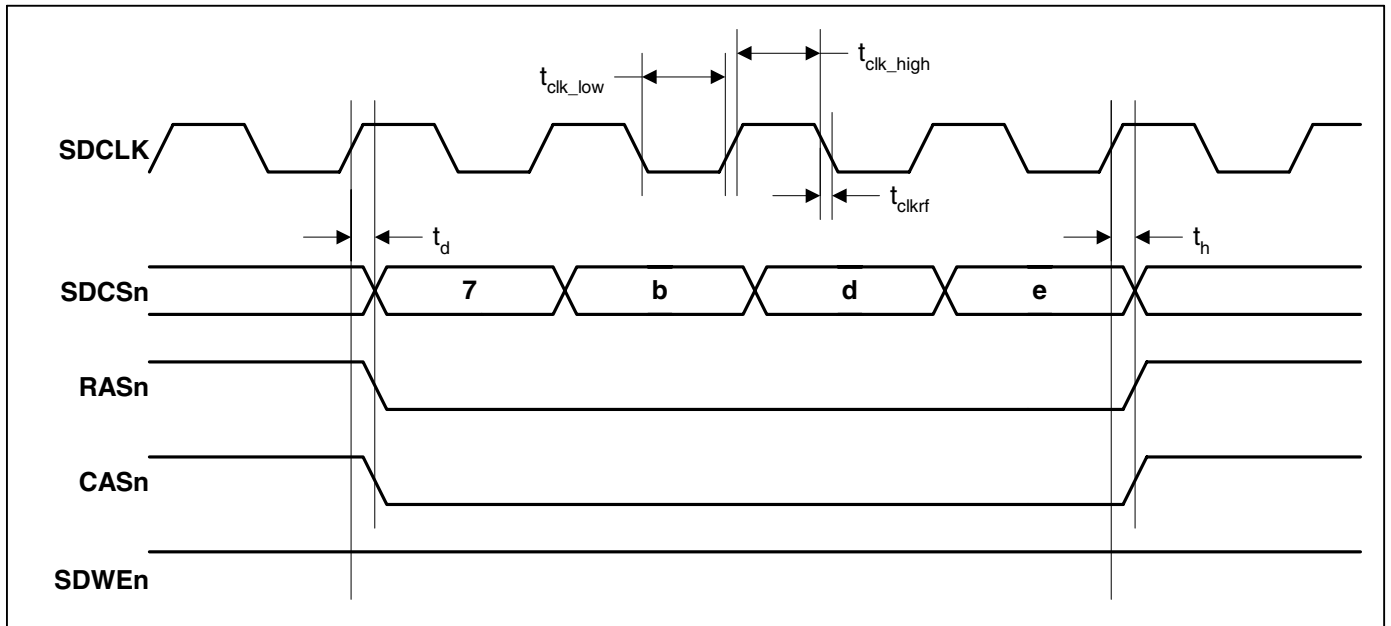 t_clk_high
t_clk_low
SDCLK
t_clkrf
t_d
t_h
SDCSn 7 b d e
RASn
CASn
SDWEn